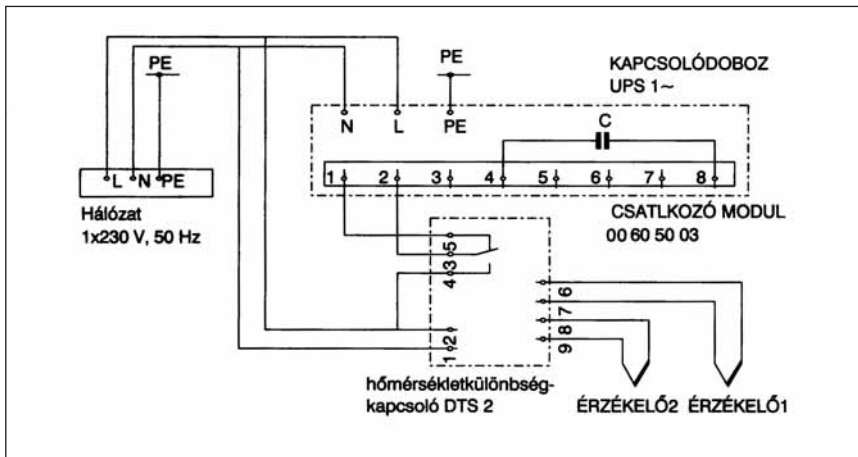 PE
PE
KAPCSOLÓDOBOZ
UPS 1~
N L PE
C
L N PE
1 2 3 4 5 6 7 8
Hálózat
1x230 V, 50 Hz
CSATLKOZÓ MODUL
00 60 50 03
5
3
4
2
1
6
7
8
9
hőmérsékletkülönbség-
kapcsoló DTS 2
ÉRZÉKELŐ2 ÉRZÉKELŐ1